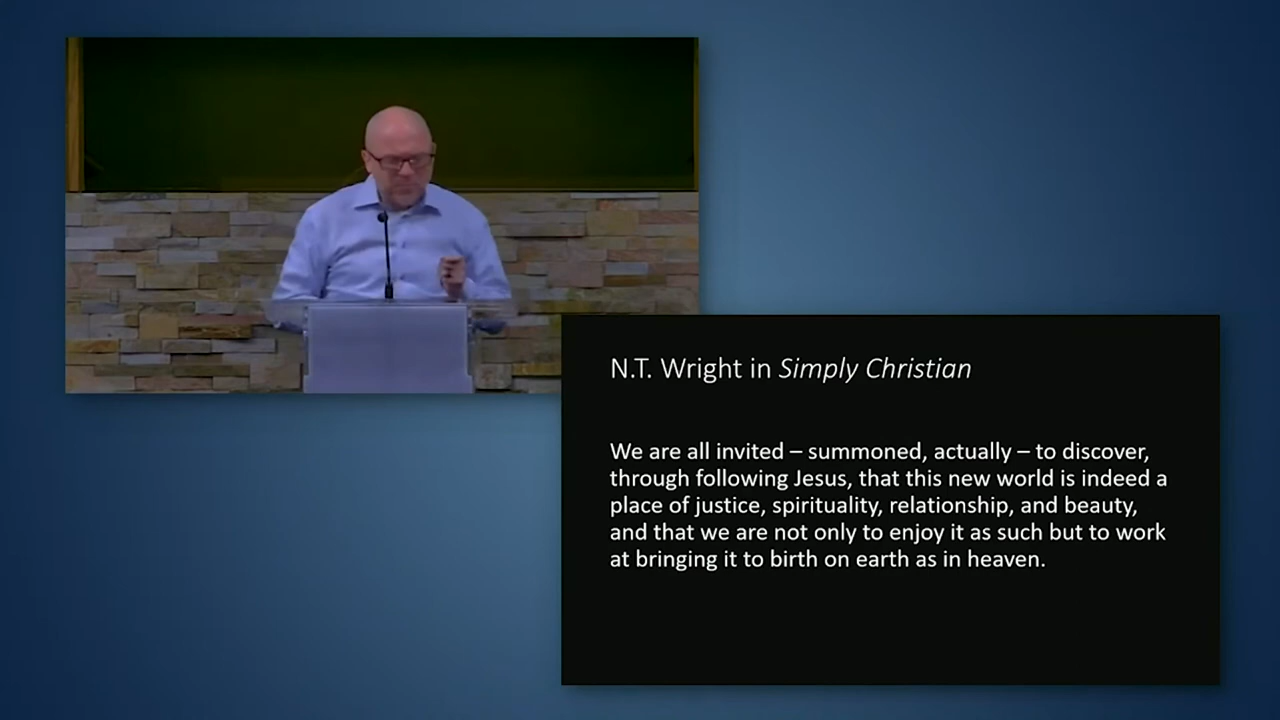 N.T. Wright in Simply Christian
We are all invited – summoned, actually – to discover,
through following Jesus, that this new world is indeed a
place of justice, spirituality, relationship, and beauty,
and that we are not only to enjoy it as such but to work
at bringing it to birth on earth as in heaven.